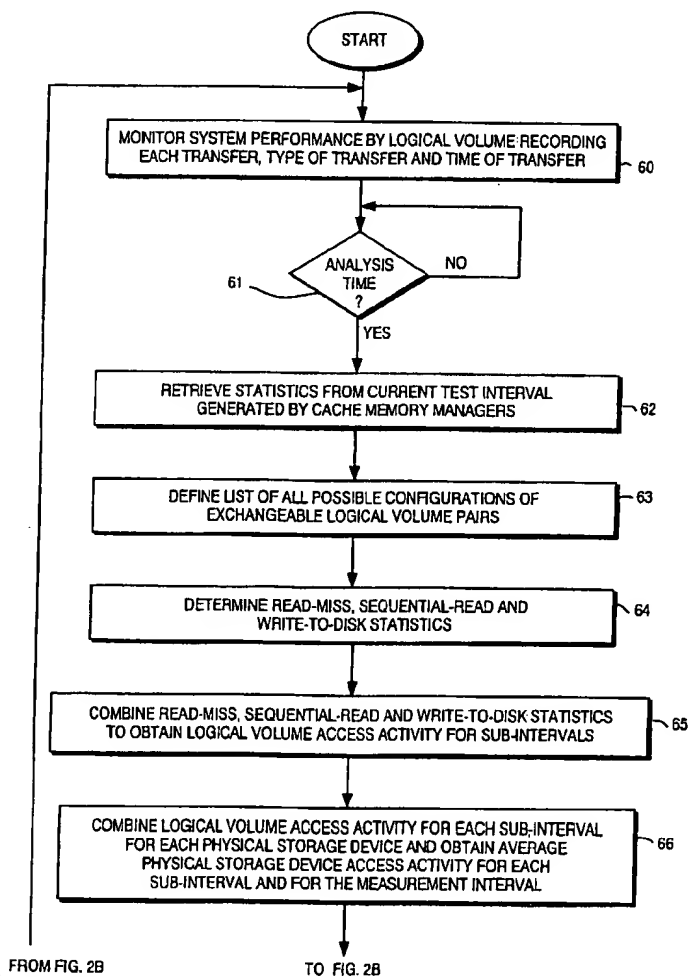 START
MONITOR SYSTEM PERFORMANCE BY LOGICAL VOLUME RECORDING
EACH TRANSFER, TYPE OF TRANSFER AND TIME OF TRANSFER
60
ANALYSIS
TIME
?
NO
61
YES
RETRIEVE STATISTICS FROM CURRENT TEST INTERVAL
GENERATED BY CACHE MEMORY MANAGERS
62
DEFINE LIST OF ALL POSSIBLE CONFIGURATIONS OF
EXCHANGEABLE LOGICAL VOLUME PAIRS
63
DETERMINE READ-MISS, SEQUENTIAL-READ AND
WRITE-TO-DISK STATISTICS
64
COMBINE READ-MISS, SEQUENTIAL-READ AND WRITE-TO-DISK STATISTICS
TO OBTAIN LOGICAL VOLUME ACCESS ACTIVITY FOR SUB-INTERVALS
65
COMBINE LOGICAL VOLUME ACCESS ACTIVITY FOR EACH SUB-INTERVAL
FOR EACH PHYSICAL STORAGE DEVICE AND OBTAIN AVERAGE
PHYSICAL STORAGE DEVICE ACCESS ACTIVITY FOR EACH
SUB-INTERVAL AND FOR THE MEASUREMENT INTERVAL
66
FROM FIG. 2B
TO FIG. 2B